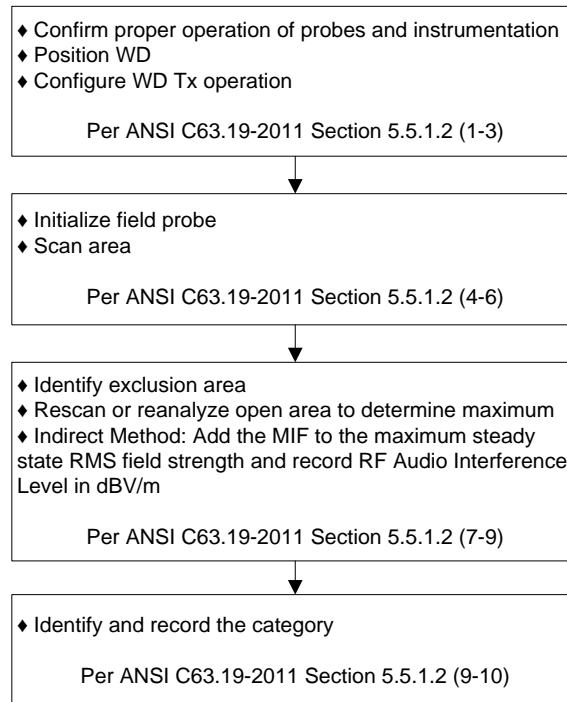 ♦ Confirm proper operation of probes and instrumentation
♦ Position WD
♦ Configure WD Tx operation
Per ANSI C63.19-2011 Section 5.5.1.2 (1-3)
♦ Initialize field probe
♦ Scan area
Per ANSI C63.19-2011 Section 5.5.1.2 (4-6)
♦ Identify exclusion area
♦ Rescan or reanalyze open area to determine maximum
♦ Indirect Method: Add the MIF to the maximum steady
state RMS field strength and record RF Audio Interference
Level in dBV/m
Per ANSI C63.19-2011 Section 5.5.1.2 (7-9)
♦ Identify and record the category
Per ANSI C63.19-2011 Section 5.5.1.2 (9-10)